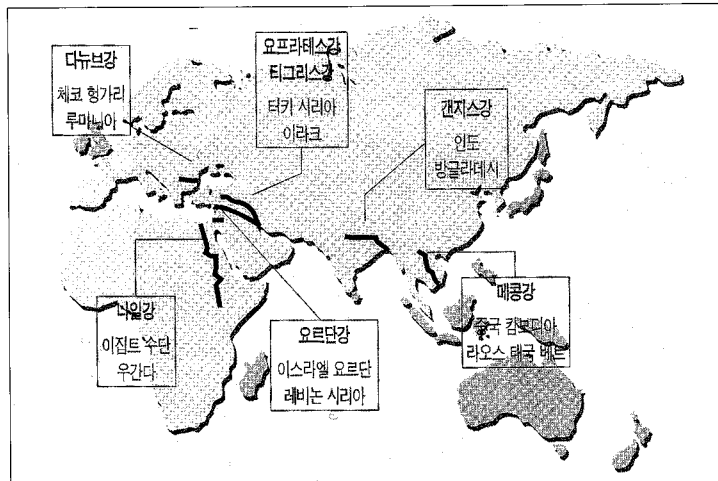 다뉴브강
체코 헝가리
루마니아
요프라테스강
티그리스강
터키 시리아
이라크
갠지스강
인도
방글라데시
나일강
이집트 수단
우간다
요르단강
이스라엘 요르단
레비논 시리아
메콩강
중국 캄보디아
라오스 태국 베트